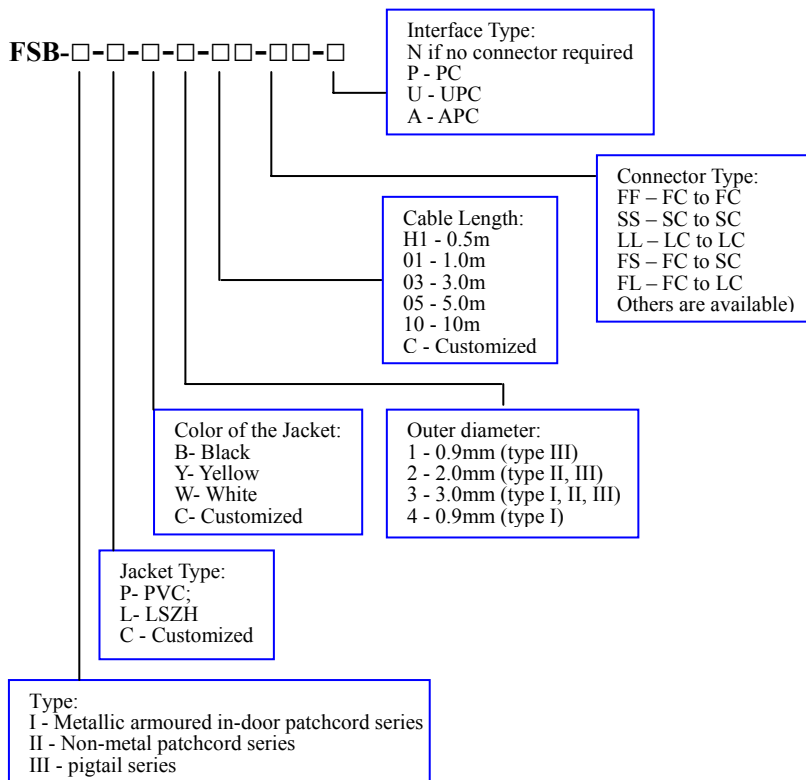 FSB-□-□-□-□-□□-□□-□
Interface Type:
N if no connector required
P - PC
U - UPC
A - APC
Connector Type:
FF – FC to FC
SS – SC to SC
LL – LC to LC
FS – FC to SC
FL – FC to LC
Others are available)
Cable Length:
H1 - 0.5m
01 - 1.0m
03 - 3.0m
05 - 5.0m
10 - 10m
C - Customized
Color of the Jacket:
B- Black
Y- Yellow
W- White
C- Customized
Outer diameter:
1 - 0.9mm (type III)
2 - 2.0mm (type II, III)
3 - 3.0mm (type I, II, III)
4 - 0.9mm (type I)
Jacket Type:
P- PVC;
L- LSZH
C - Customized
Type:
I - Metallic armoured in-door patchcord series
II - Non-metal patchcord series
III - pigtail series